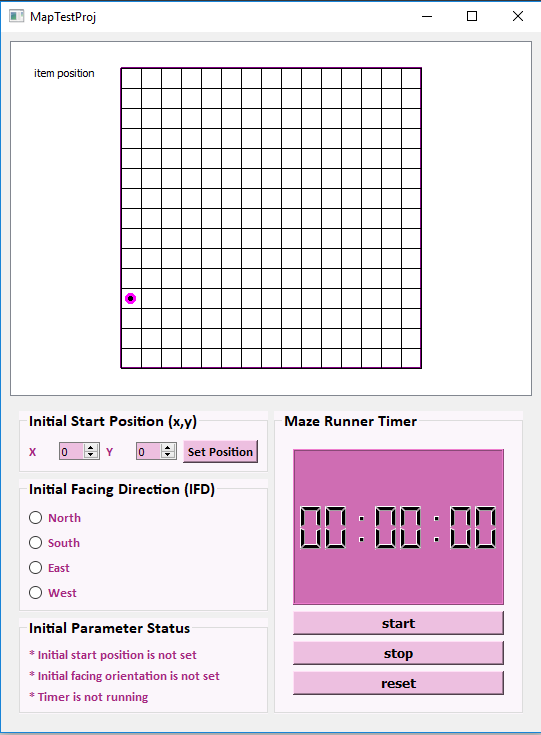 MapTestProj
item position
Initial Start Position (x,y)
X 0 Y 0 Set Position
Initial Facing Direction (IFD)
North
South
East
West
Initial Parameter Status
* Initial start position is not set
* Initial facing orientation is not set
* Timer is not running
Maze Runner Timer
00:00:00
start
stop
reset